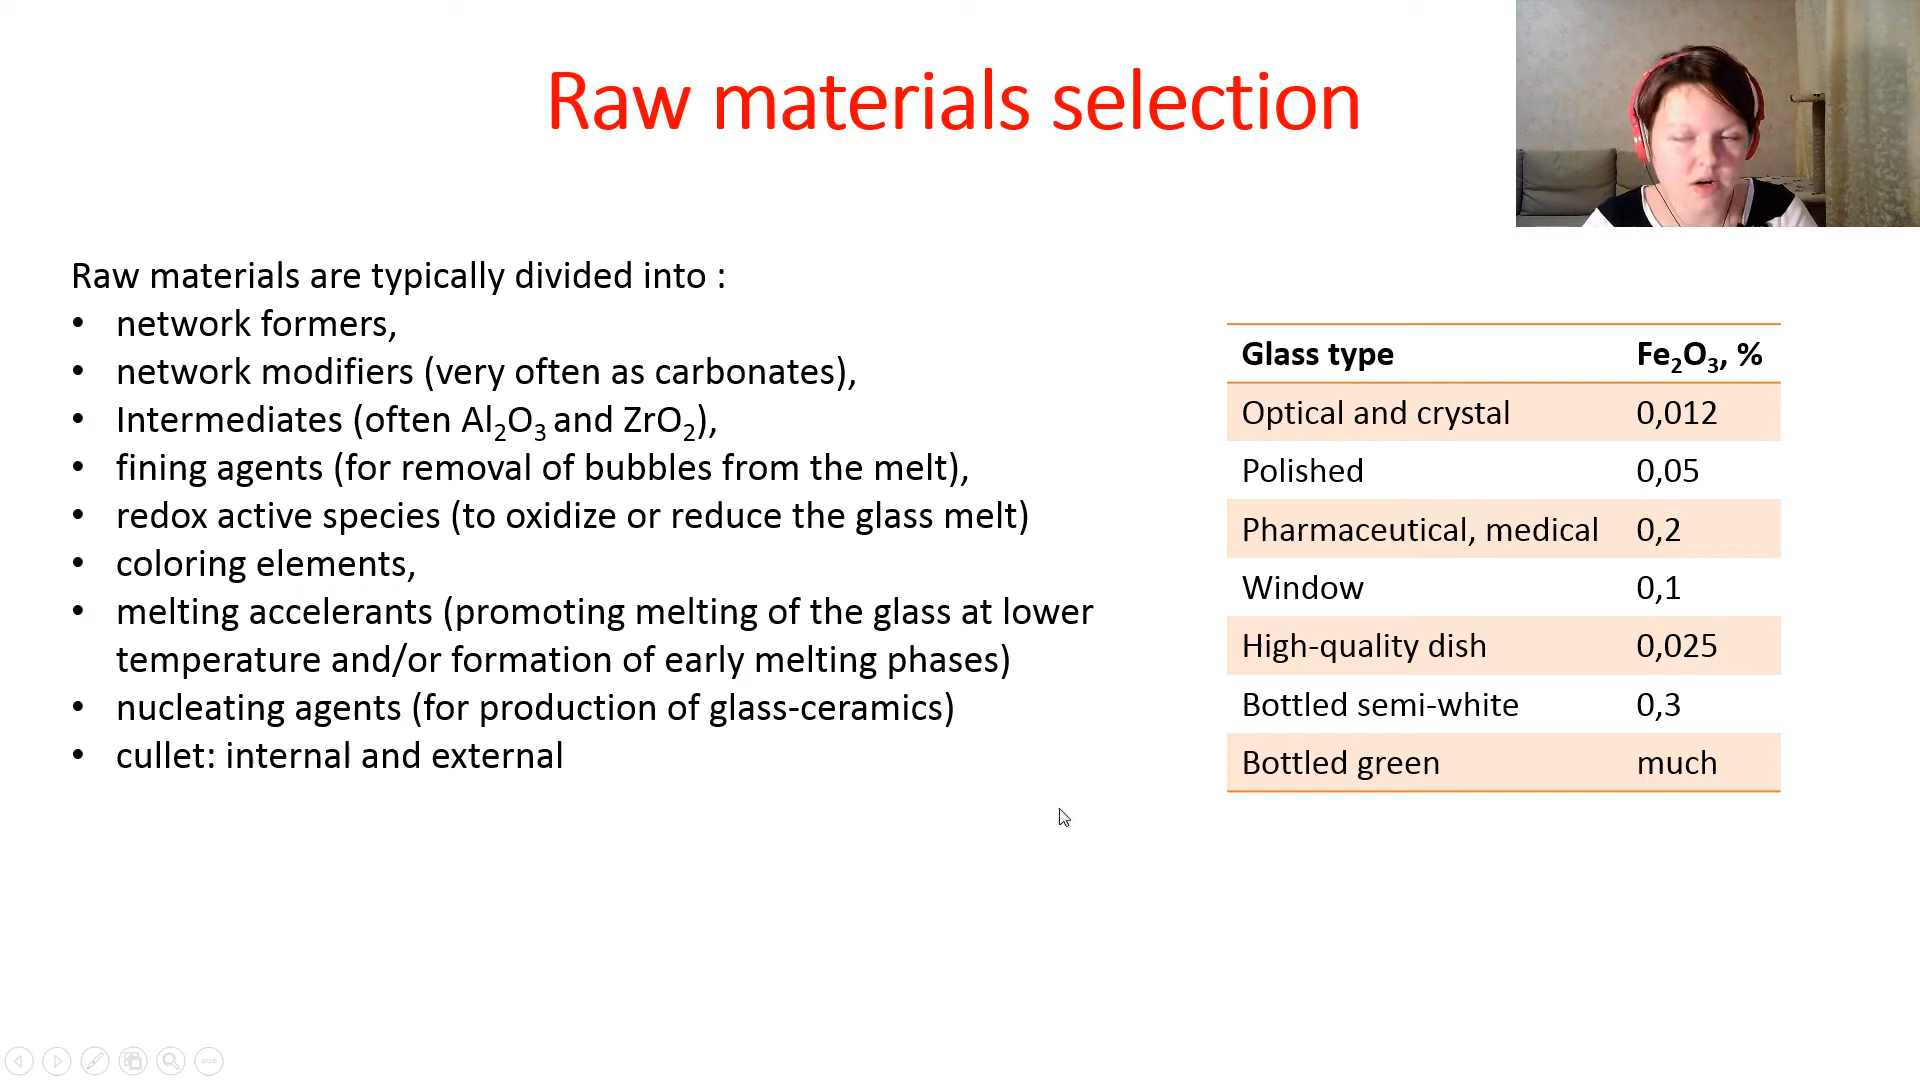 Raw materials selection
Raw materials are typically divided into :
• network formers,
• network modifiers (very often as carbonates),
• Intermediates (often Al₂O₃ and ZrO₂),
• fining agents (for removal of bubbles from the melt),
• redox active species (to oxidize or reduce the glass melt)
• coloring elements,
• melting accelerants (promoting melting of the glass at lower
temperature and/or formation of early melting phases)
• nucleating agents (for production of glass-ceramics)
• cullet: internal and external
Glass type Fe₂O₃, %
Optical and crystal 0,012
Polished 0,05
Pharmaceutical, medical 0,2
Window 0,1
High-quality dish 0,025
Bottled semi-white 0,3
Bottled green much